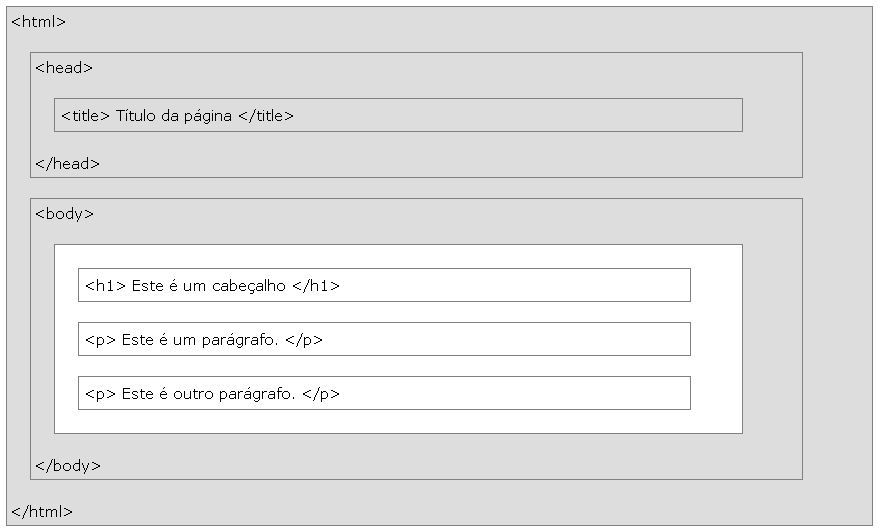 <html>
<head>
<title> Título da página </title>
</head>
<body>
<h1> Este é um cabeçalho </h1>
<p> Este é um parágrafo. </p>
<p> Este é outro parágrafo. </p>
</body>
</html>